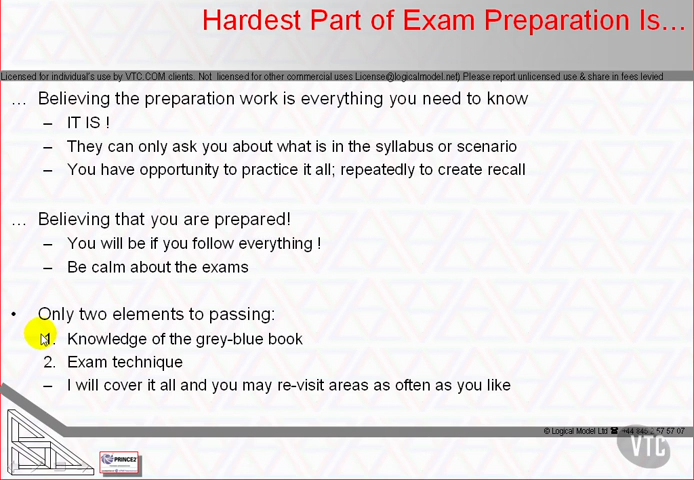 Hardest Part of Exam Preparation Is...
Licensed for individual's use by VTC.COM clients. Not licensed for other commercial uses License@logicalmodel.net) Please report unlicensed use & share in fees levied
... Believing the preparation work is everything you need to know
– IT IS !
– They can only ask you about what is in the syllabus or scenario
– You have opportunity to practice it all; repeatedly to create recall
... Believing that you are prepared!
– You will be if you follow everything !
– Be calm about the exams
• Only two elements to passing:
1. Knowledge of the grey-blue book
2. Exam technique
– I will cover it all and you may re-visit areas as often as you like
© Logical Model Ltd ☎ +44 57 57 07
VTC
PRINCE2